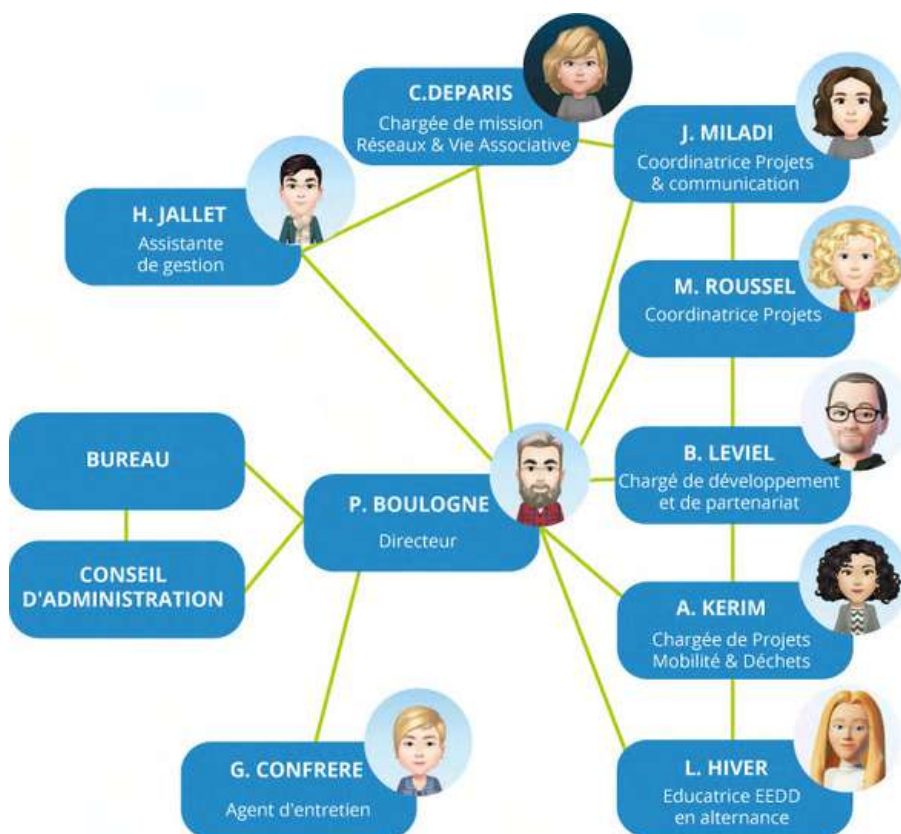 C.DEPARIS
Chargée de mission
Réseaux & Vie Associative
J. MILADI
Coordinatrice Projets
& communication
H. JALLET
Assistante
de gestion
M. ROUSSEL
Coordinatrice Projets
BUREAU
B. LEVIEL
Chargé de développement
et de partenariat
P. BOULOGNE
Directeur
CONSEIL
D'ADMINISTRATION
A. KERIM
Chargée de Projets
Mobilité & Déchets
G. CONFRERE
Agent d'entretien
L. HIVER
Educatrice EEDD
en alternance